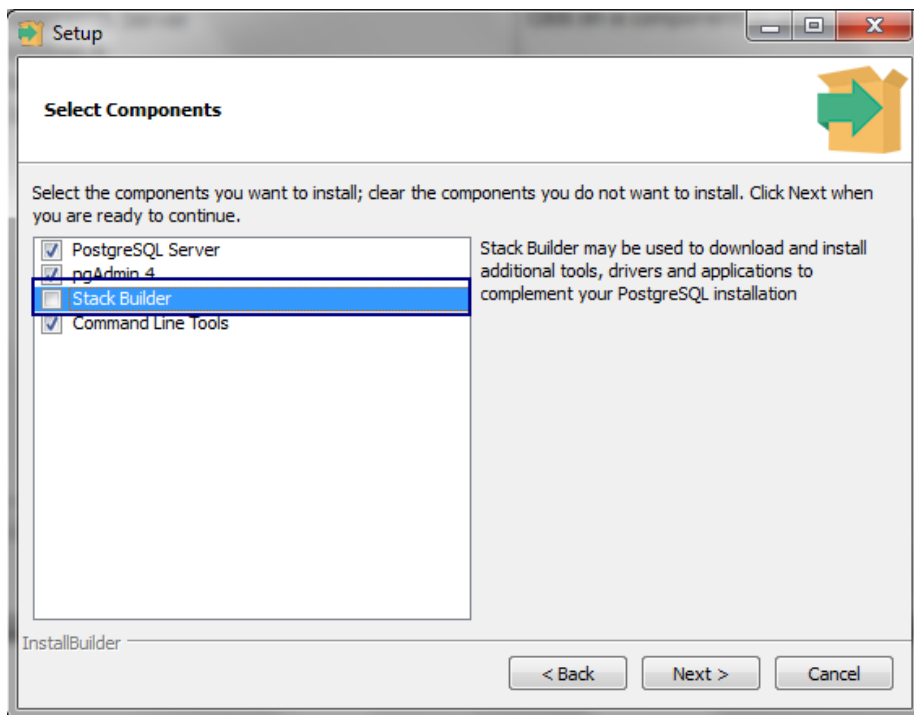 Setup
Select Components
Select the components you want to install; clear the components you do not want to install. Click Next when
you are ready to continue.
PostgreSQL Server
pgAdmin 4
Stack Builder
Command Line Tools
Stack Builder may be used to download and install
additional tools, drivers and applications to
complement your PostgreSQL installation
InstallBuilder
< Back
Next >
Cancel